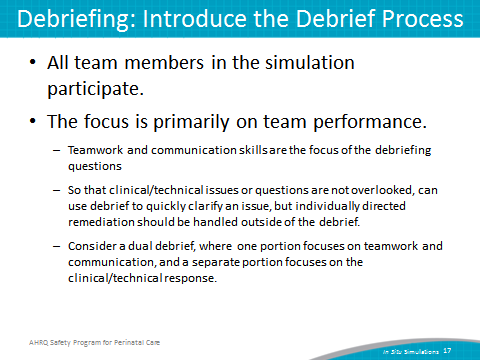 Debriefing: Introduce the Debrief Process
• All team members in the simulation
participate.
• The focus is primarily on team performance.
– Teamwork and communication skills are the focus of the debriefing
questions
– So that clinical/technical issues or questions are not overlooked, can
use debrief to quickly clarify an issue, but individually directed
remediation should be handled outside of the debrief.
– Consider a dual debrief, where one portion focuses on teamwork and
communication, and a separate portion focuses on the
clinical/technical response.
AHRQ Safety Program for Perinatal Care
In Situ Simulations 17